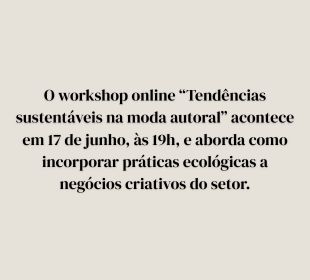 O workshop online “Tendências
sustentáveis na moda autoral” acontece
em 17 de junho, às 19h, e aborda como
incorporar práticas ecológicas a
negócios criativos do setor.